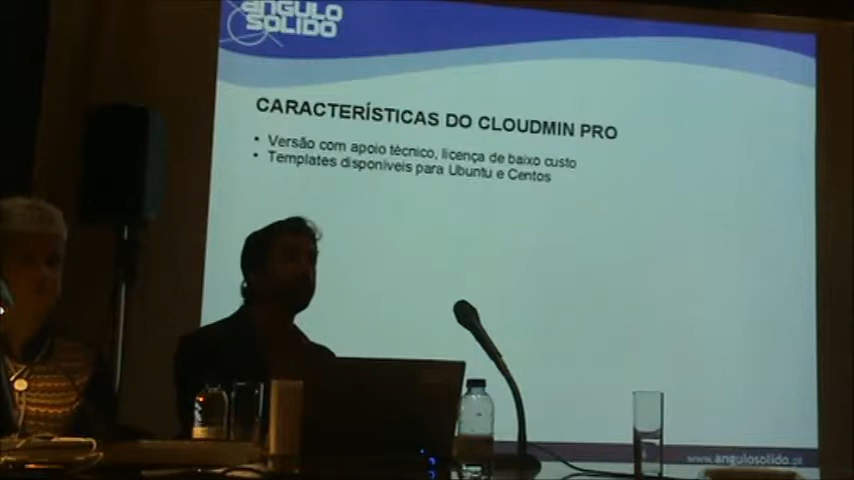 ANGULO
SOLIDO
CARACTERÍSTICAS DO CLOUDMIN PRO
• Versão com apoio técnico, licença de baixo custo
• Templates disponíveis para Ubuntu e Centos
www.angulosolido.pt